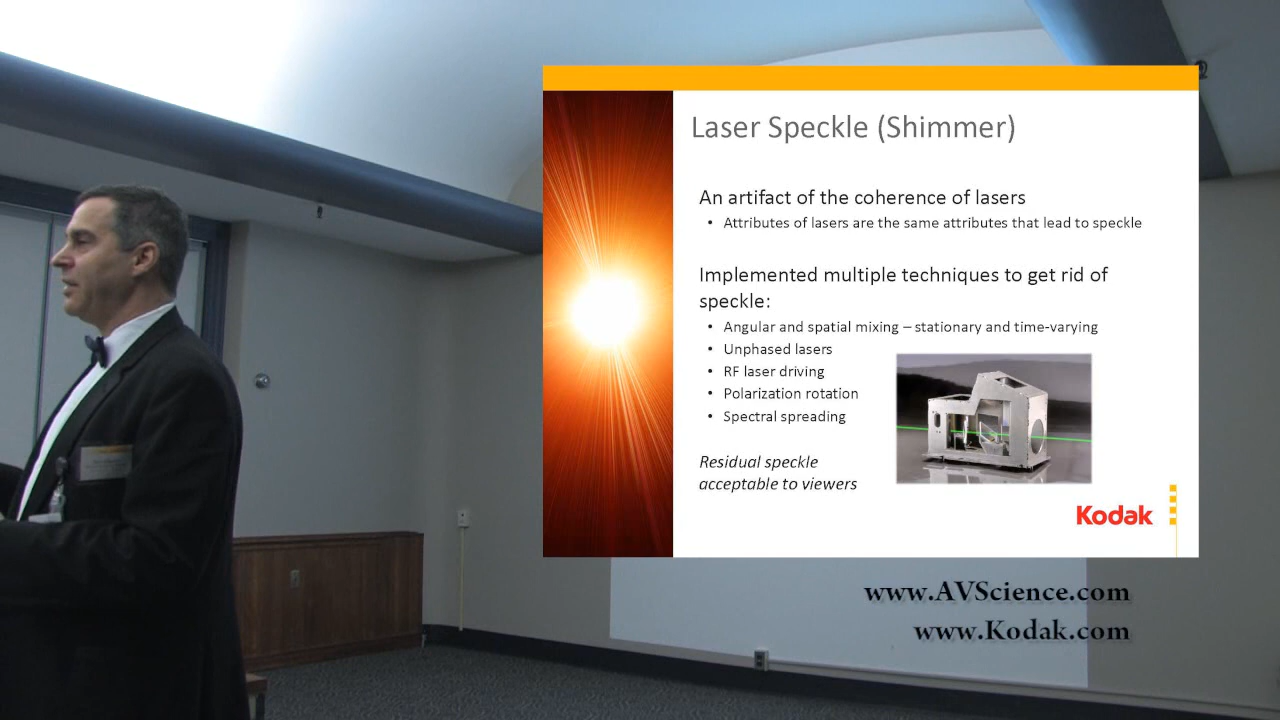 Laser Speckle (Shimmer)
An artifact of the coherence of lasers
• Attributes of lasers are the same attributes that lead to speckle
Implemented multiple techniques to get rid of
speckle:
• Angular and spatial mixing – stationary and time-varying
• Unphased lasers
• RF laser driving
• Polarization rotation
• Spectral spreading
Residual speckle
acceptable to viewers
Kodak
www.AVScience.com
www.Kodak.com